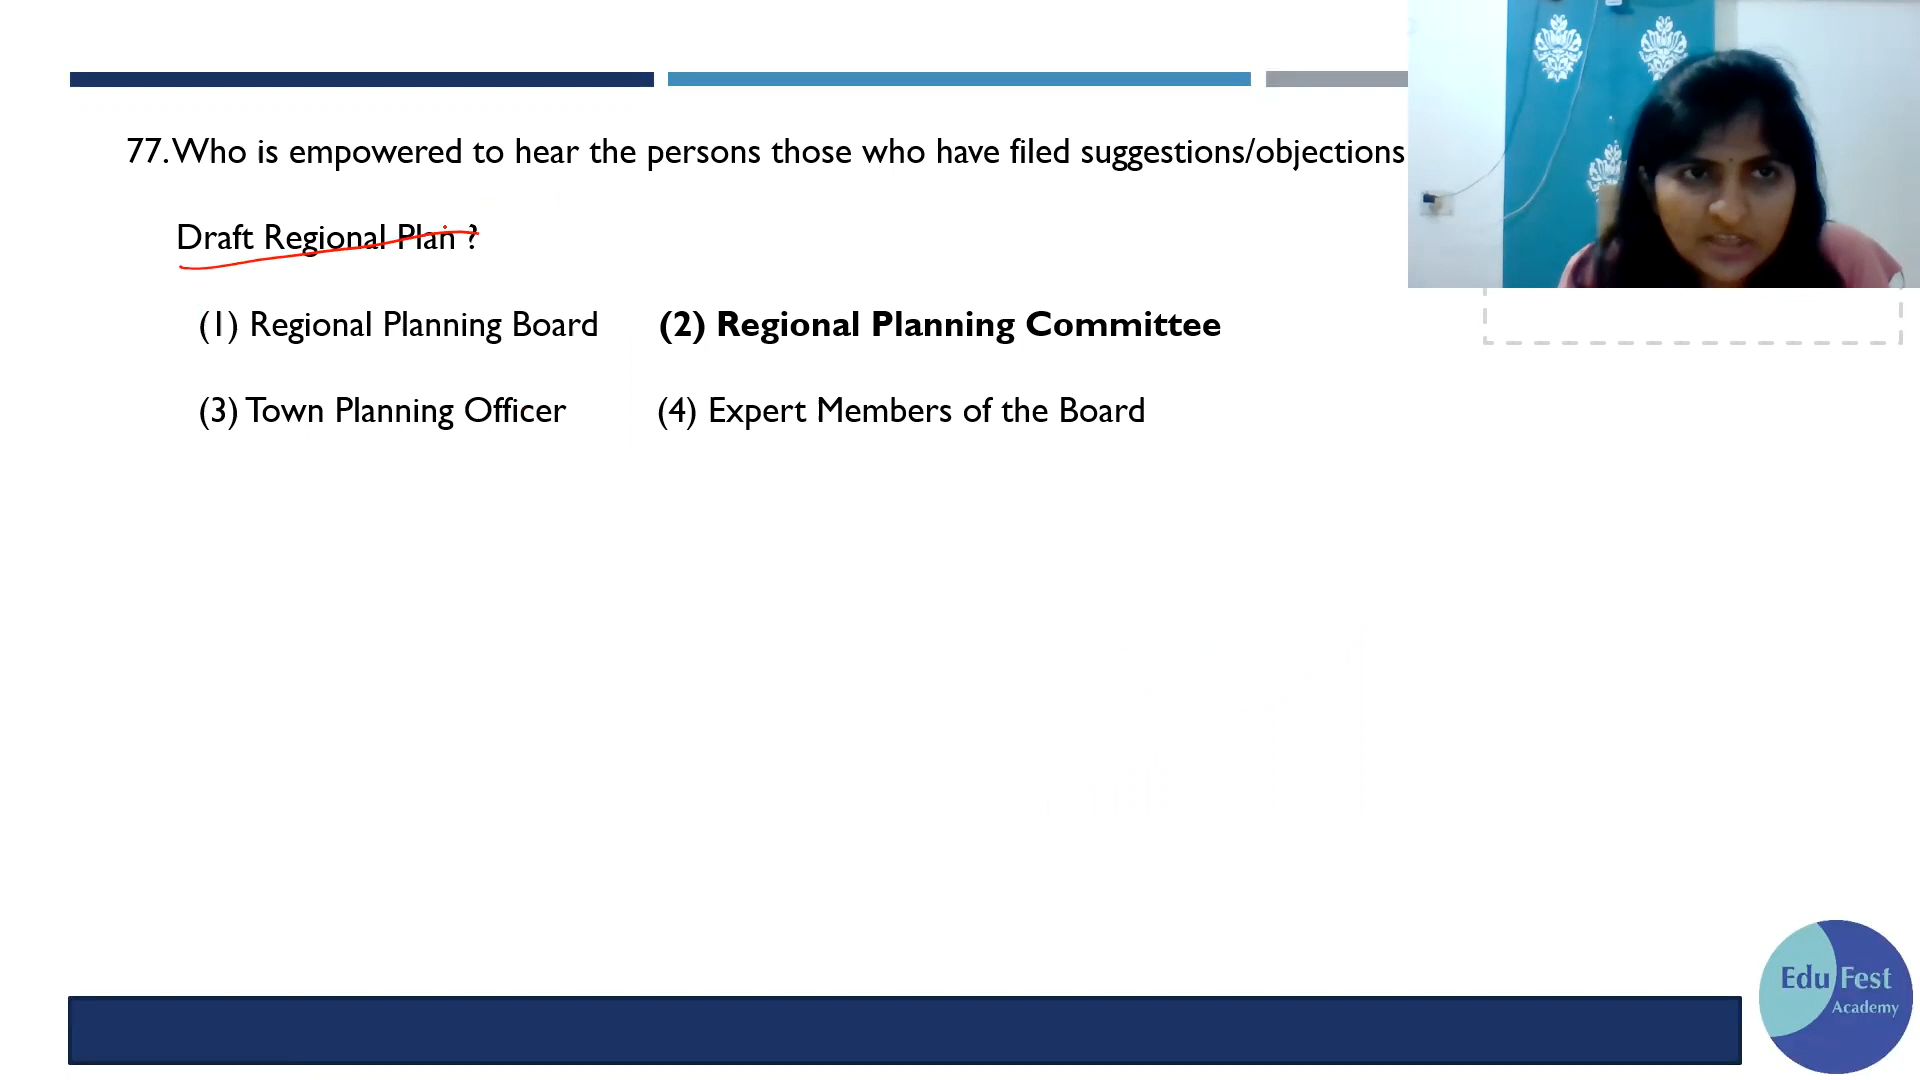 77. Who is empowered to hear the persons those who have filed suggestions/objections
Draft Regional Plan ?
(1) Regional Planning Board (2) Regional Planning Committee
(3) Town Planning Officer (4) Expert Members of the Board
Edu Fest
Academy